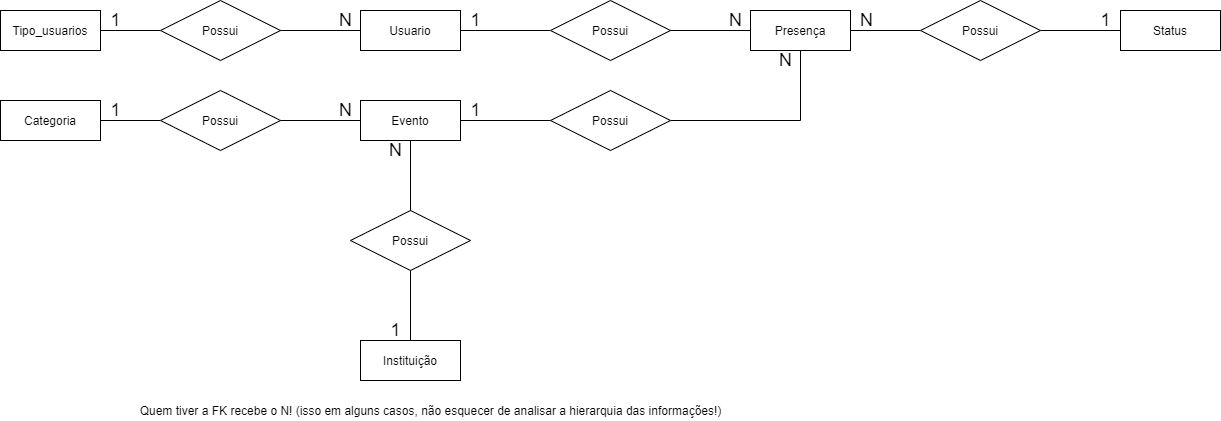 Tipo_usuarios 1 Possui N Usuario 1 Possui N Presença N Possui 1 Status
N
Categoria 1 Possui N Evento 1 Possui
N
Possui
1
Instituição
Quem tiver a FK recebe o N! (isso em alguns casos, não esquecer de analisar a hierarquia das informações!)